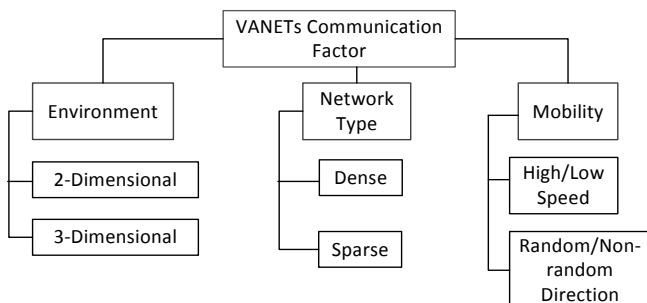 VANETs Communication
Factor
Environment
2-Dimensional
3-Dimensional
Network
Type
Dense
Sparse
Mobility
High/Low
Speed
Random/Non-
random
Direction